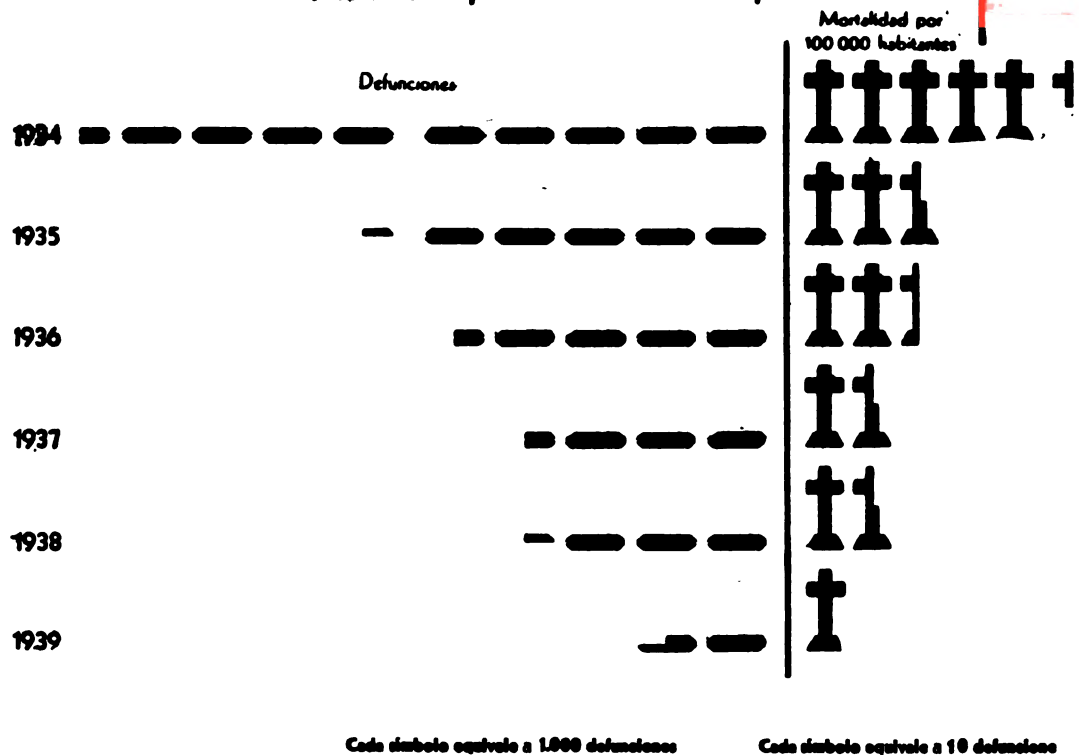 Mortalidad por
100 000 habitantes
Defunciones
1934
1935
1936
1937
1938
1939
Cada símbolo equivale a 1.000 defunciones
Cada símbolo equivale a 10 defuncione